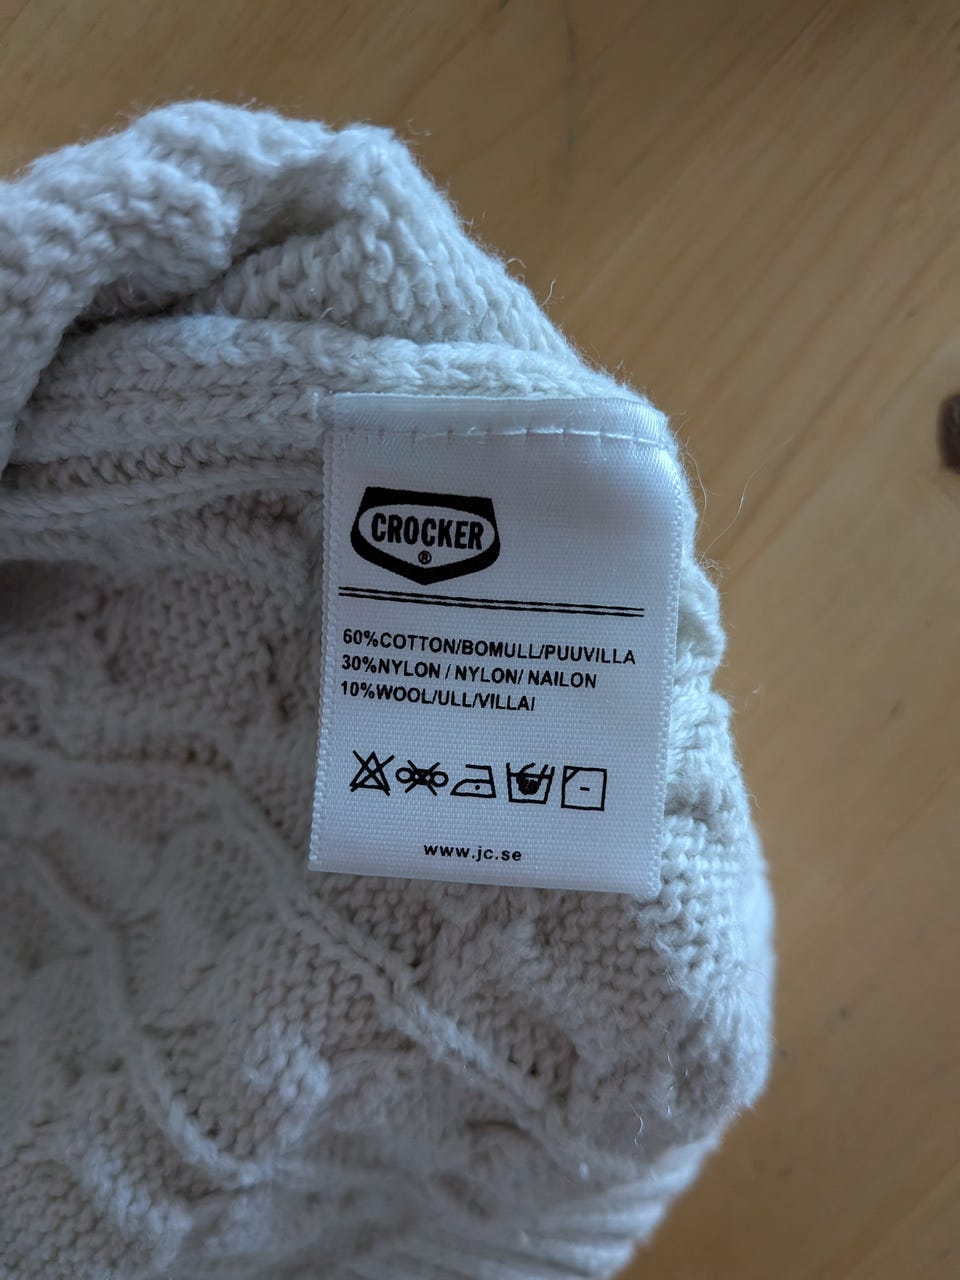 CROCKER
®
60%COTTON/BOMULL/PUUVILLA
30%NYLON / NYLON/ NAILON
10%WOOL/ULL/VILLAI
www.jc.se